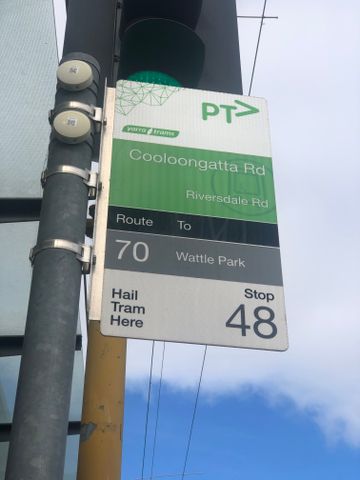 PT>
yarra trams
Cooloongatta Rd
Riversdale Rd
Route To
70 Wattle Park
Hail
Tram
Here
Stop
48